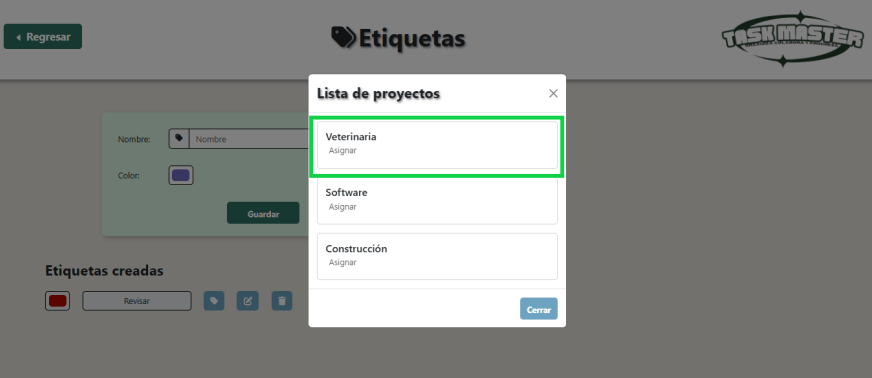 Regresar
Etiquetas
TASK MASTER
Lista de proyectos
Veterinaria
Asignar
Software
Asignar
Construcción
Asignar
Cerrar
Nombre:
Nombre
Color:
Guardar
Etiquetas creadas
Revisar